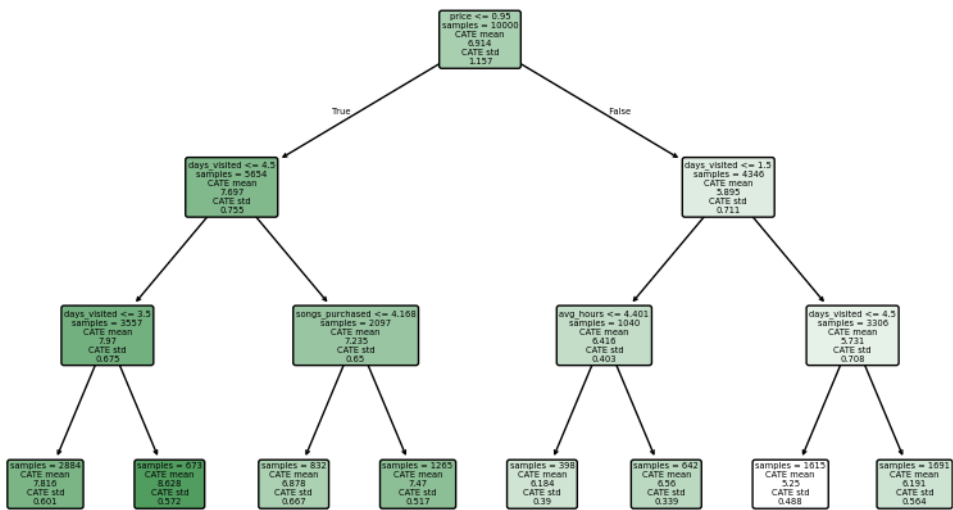 price <= 0.95
samples = 10000
CATE mean
6.914
CATE std
1.157
True
False
days_visited <= 4.5
samples = 5654
CATE mean
7.697
CATE std
0.755
days_visited <= 1.5
samples = 4346
CATE mean
5.895
CATE std
0.711
days_visited <= 3.5
samples = 3557
CATE mean
7.97
CATE std
0.675
songs_purchased <= 4.168
samples = 2097
CATE mean
7.235
CATE std
0.65
avg_hours <= 4.401
samples = 1040
CATE mean
6.416
CATE std
0.403
days_visited <= 4.5
samples = 3306
CATE mean
5.731
CATE std
0.708
samples = 2884
CATE mean
7.816
CATE std
0.601
samples = 673
CATE mean
8.628
CATE std
0.572
samples = 832
CATE mean
6.878
CATE std
0.667
samples = 1265
CATE mean
7.47
CATE std
0.517
samples = 398
CATE mean
6.184
CATE std
0.39
samples = 642
CATE mean
6.56
CATE std
0.339
samples = 1615
CATE mean
5.25
CATE std
0.488
samples = 1691
CATE mean
6.191
CATE std
0.564